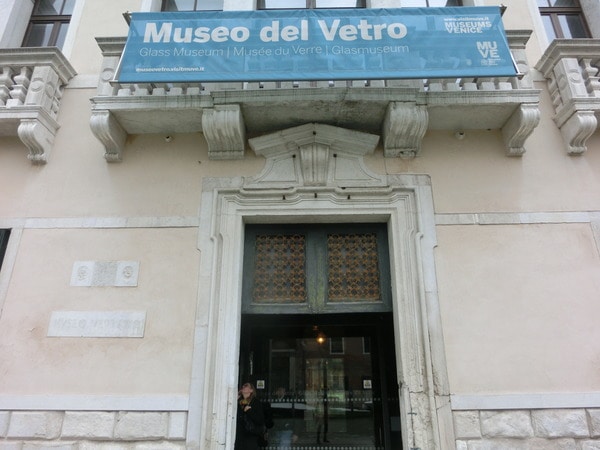 Museo del Vetro
Glass Museum | Musée du Verre | Glasmuseum
MUSEUMS
VENICE
MU
VE